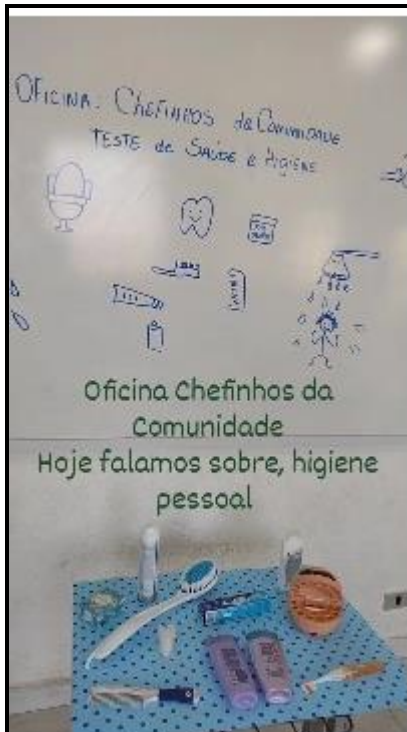 OFICINA: CHEFINHOS da COMUNIDADE
TESTE de SAÚDE e HIGIENE
Oficina Chefinhos da
Comunidade
Hoje falamos sobre, higiene
pessoal